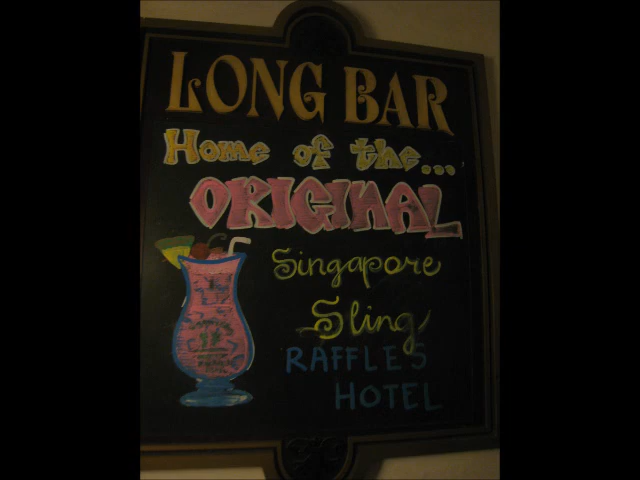 LONG BAR
Home of the...
ORIGINAL
Singapore
Sling
RAFFLES
HOTEL